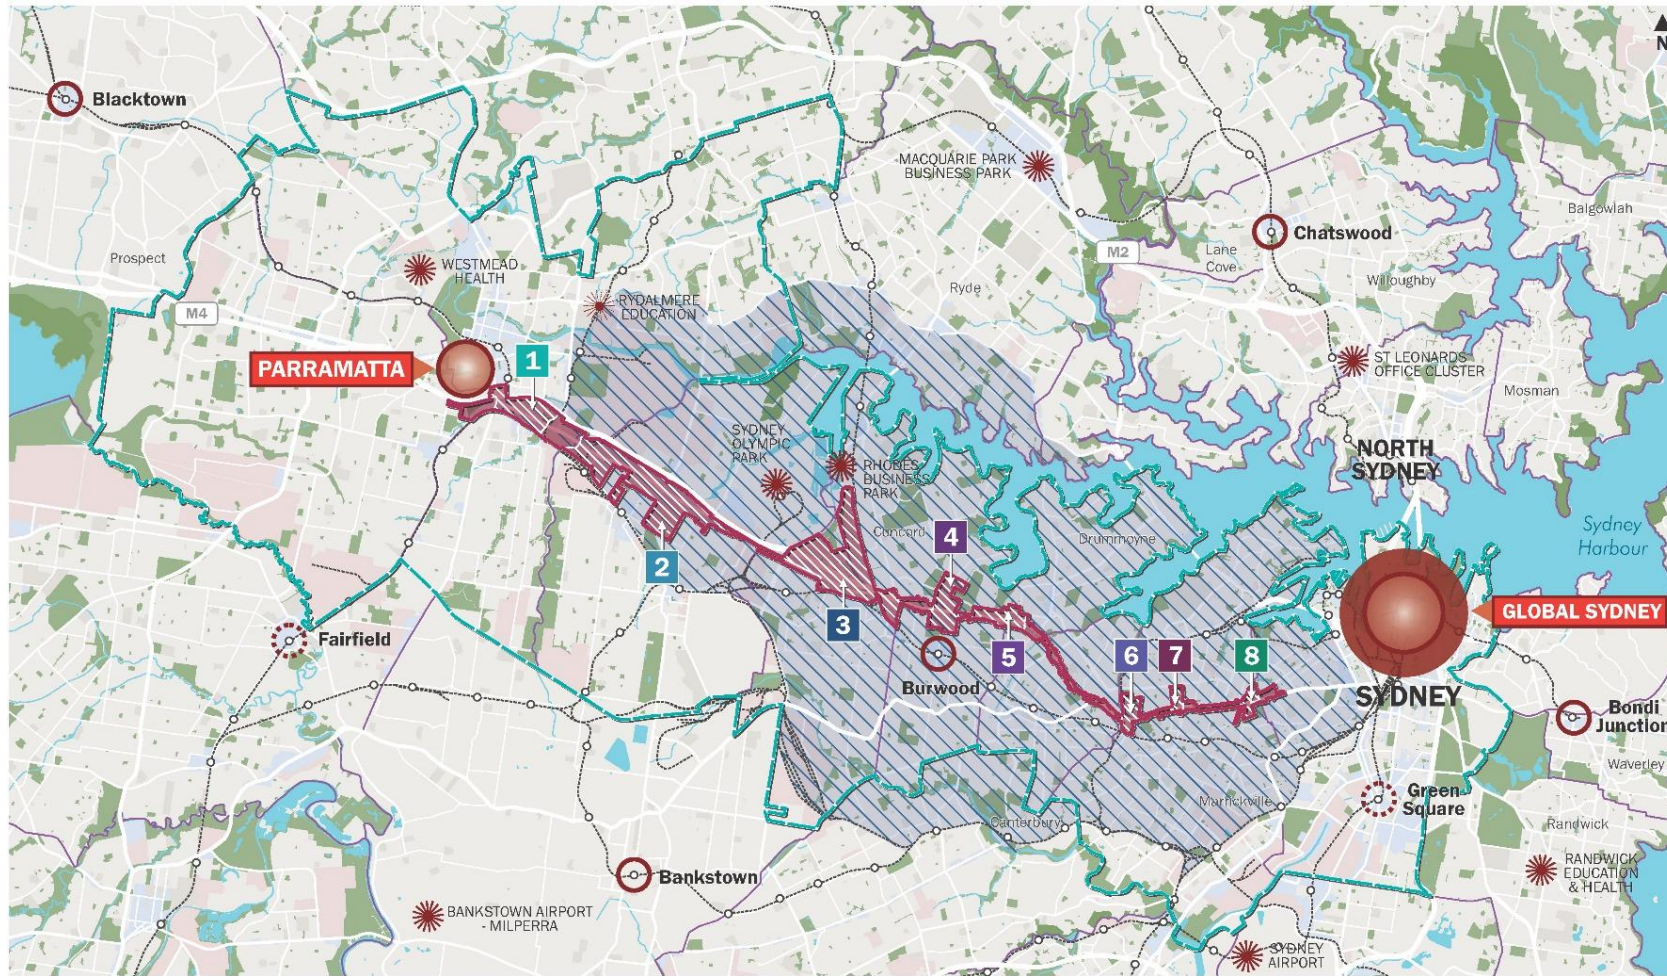 N
Blacktown
MACQUARIE PARK
BUSINESS PARK
Balgowlah
Chatswood
M2
Lane
Cove
Willoughby
Prospect
WESTMEAD
HEALTH
Ryde
RYDALMERE
EDUCATION
M4
PARRAMATTA
1
ST LEONARDS
OFFICE CLUSTER
Mosman
SYDNEY
OLYMPIC
PARK
RHODES
BUSINESS
PARK
NORTH
SYDNEY
Concord
Drummoyne
Sydney
Harbour
2
4
3
5
GLOBAL SYDNEY
Fairfield
Burwood
6
7
8
SYDNEY
Bondi
Junction
Waverley
Marrickville
Green
Square
Canterbury
Randwick
Bankstown
RANDWICK
EDUCATION
& HEALTH
BANKSTOWN AIRPORT
- MILPERRA
SYDNEY
AIRPORT